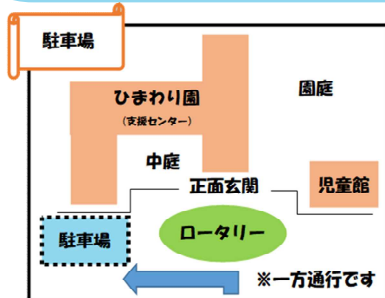 駐車場
ひまわり園
園庭
(支援センター)
中庭
正面玄関
児童館
駐車場
ロータリー
※一方通行です